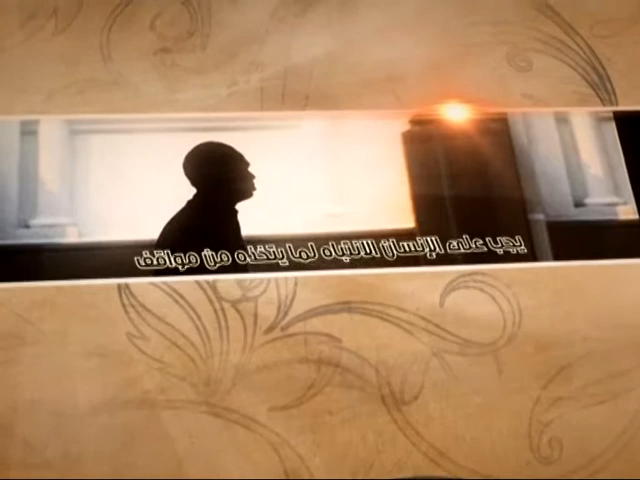 يجب على الإنسان الانتباه لما يتخذه من مواقف